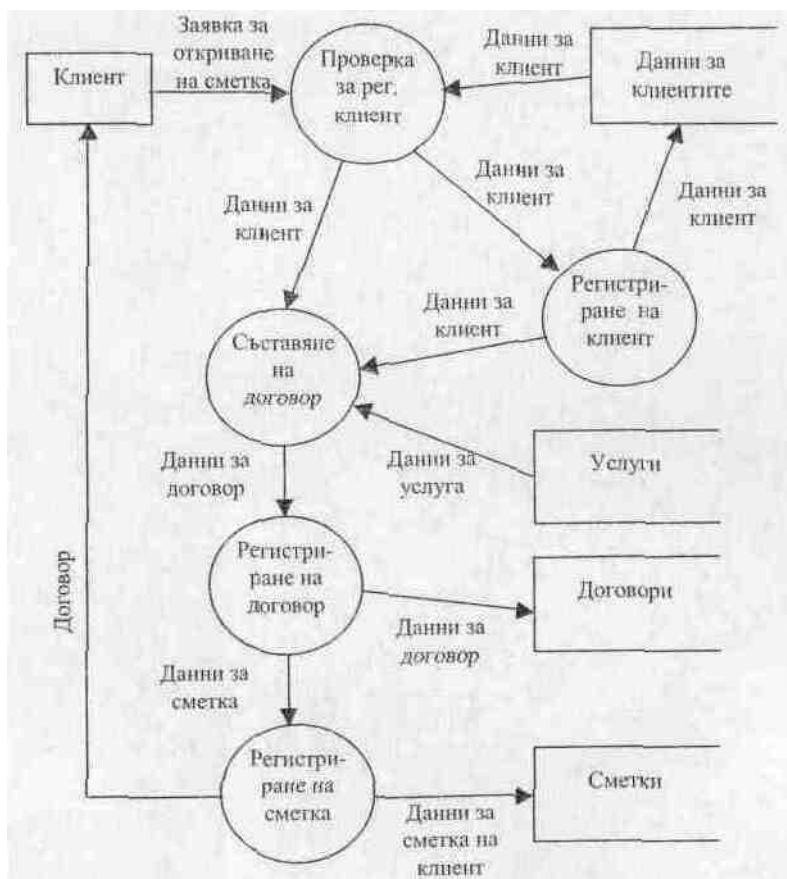 Заявка за
откриване
на сметка
Клиент
Проверка
за рег.
клиент
Данни за
клиент
Данни за
клиентите
Данни за
клиент
Данни за
клиент
Данни за
клиент
Регистри-
ране на
клиент
Данни за
клиент
Съставяне
на
договор
Данни за
договор
Данни за
услуга
Услуги
Договор
Регистри-
ране на
договор
Данни за
договор
Договори
Данни за
сметка
Регистри-
ране на
сметка
Данни за
сметка на
клиент
Сметки